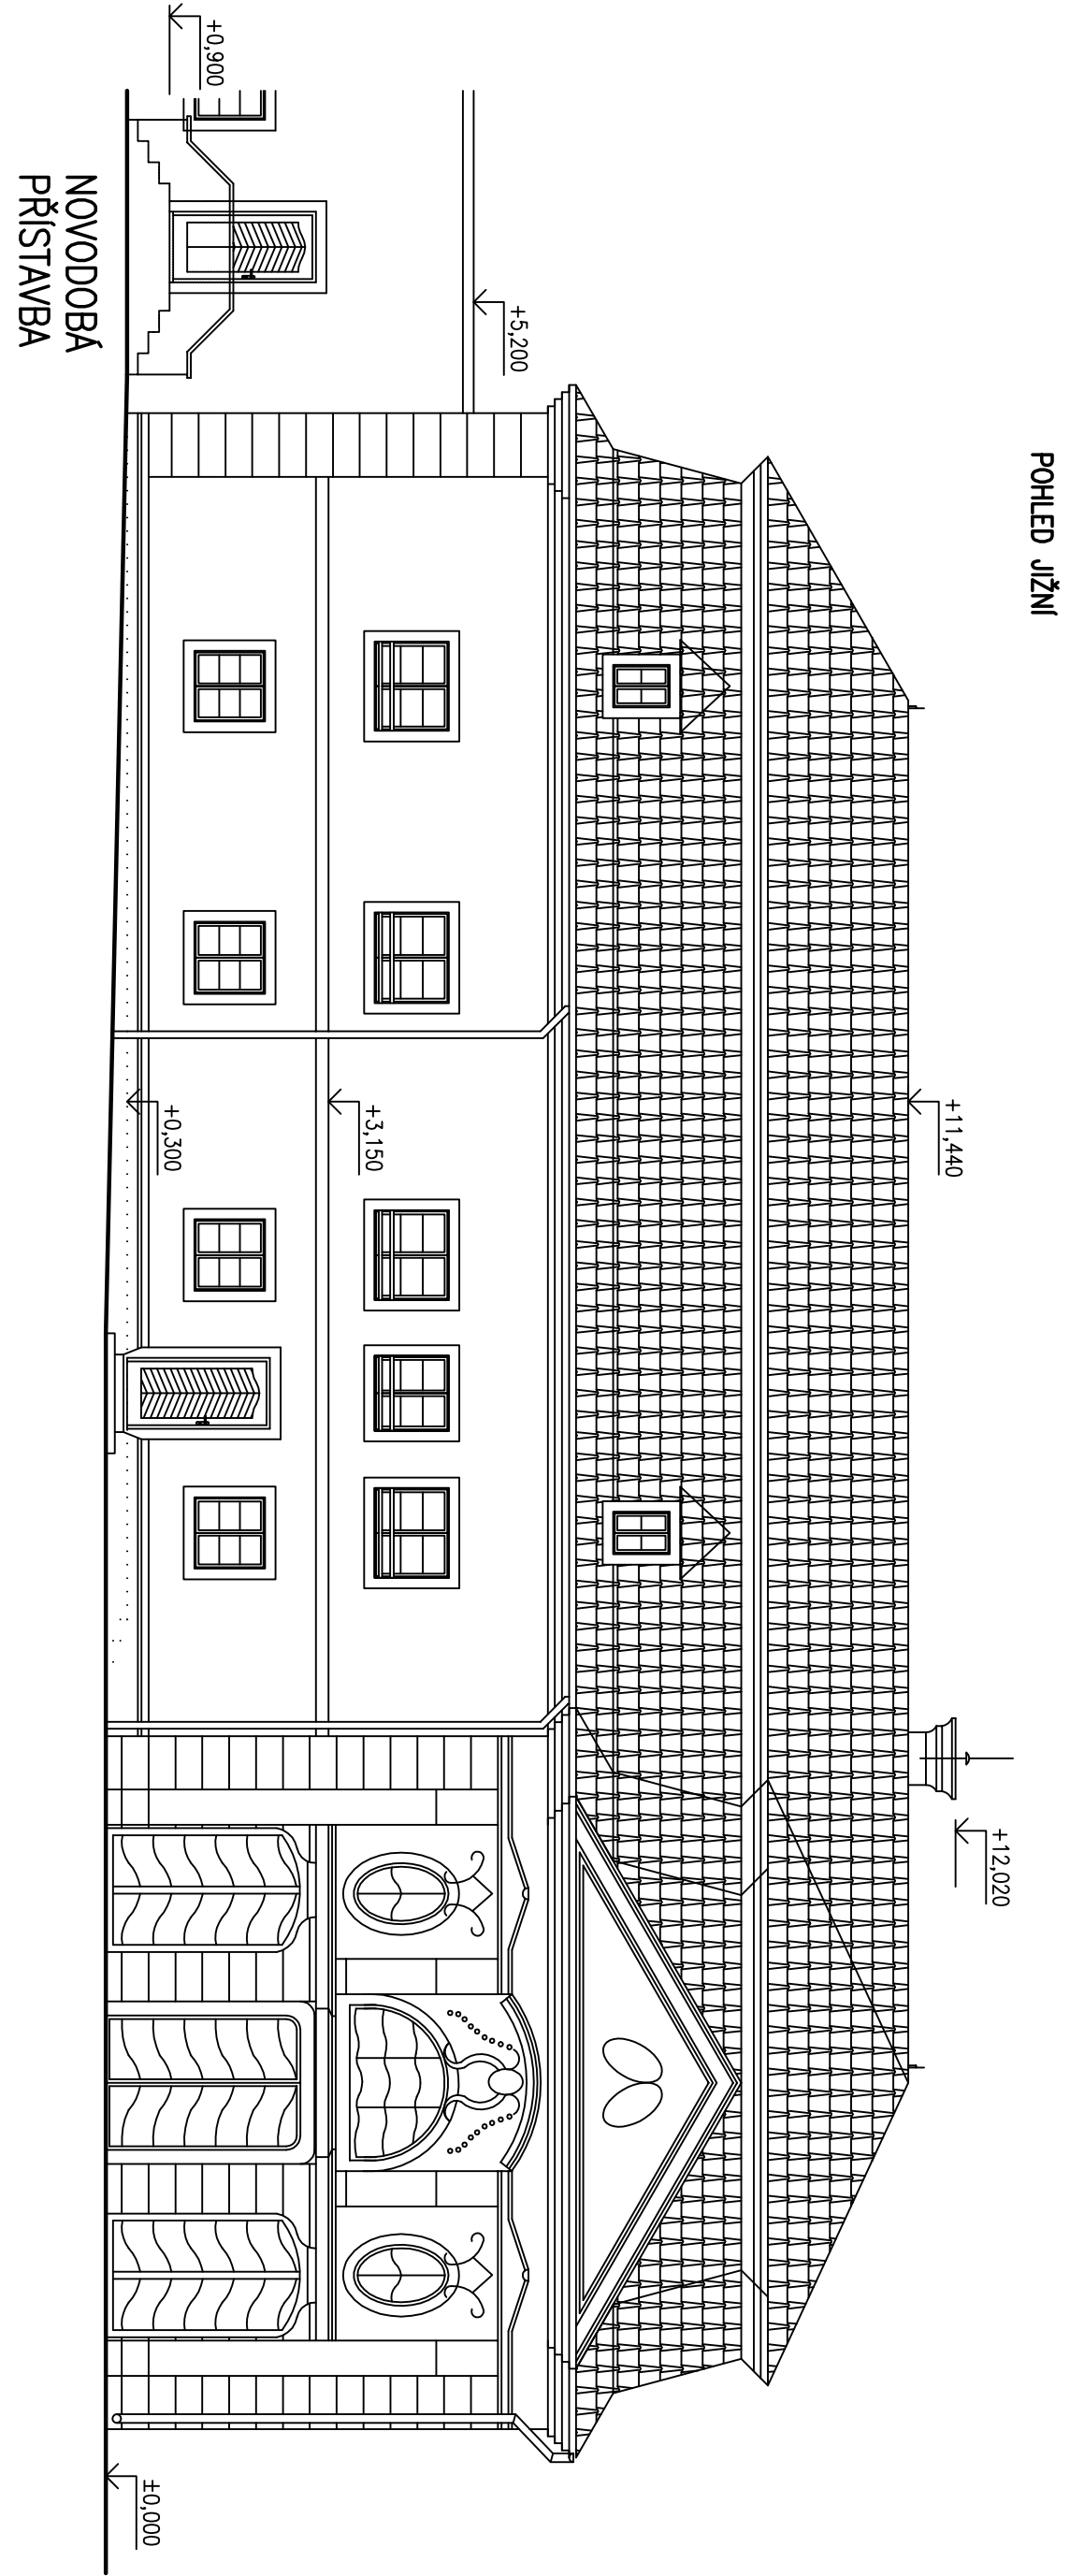 POHLED JIŽNÍ
+12,020
+11,440
+5,200
+3,150
+0,900
+0,300
±0,000
NOVODOBÁ
PŘÍSTAVBA